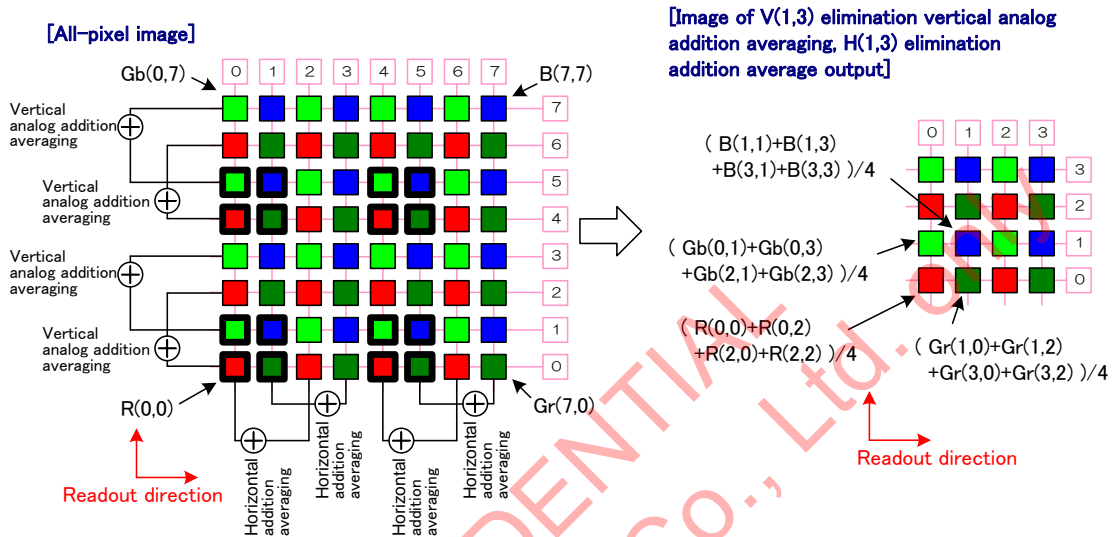 [All-pixel image]
Gb(0,7)
0 1 2 3 4 5 6 7
B(7,7)
Vertical
analog addition
averaging
Vertical
analog addition
averaging
Vertical
analog addition
averaging
Vertical
analog addition
averaging
7
6
5
4
3
2
1
0
R(0,0)
Gr(7,0)
Readout direction
Horizontal
addition
averaging
Horizontal
addition
averaging
Horizontal
addition
averaging
Horizontal
addition
averaging
[Image of V(1,3) elimination vertical analog
addition averaging, H(1,3) elimination
addition average output]
0 1 2 3
3
2
1
0
( B(1,1)+B(1,3)
+B(3,1)+B(3,3) )/4
( Gb(0,1)+Gb(0,3)
+Gb(2,1)+Gb(2,3) )/4
( R(0,0)+R(0,2)
+R(2,0)+R(2,2) )/4
( Gr(1,0)+Gr(1,2)
+Gr(3,0)+Gr(3,2) )/4
Readout direction
DENTIAL
Co., Ltd. only